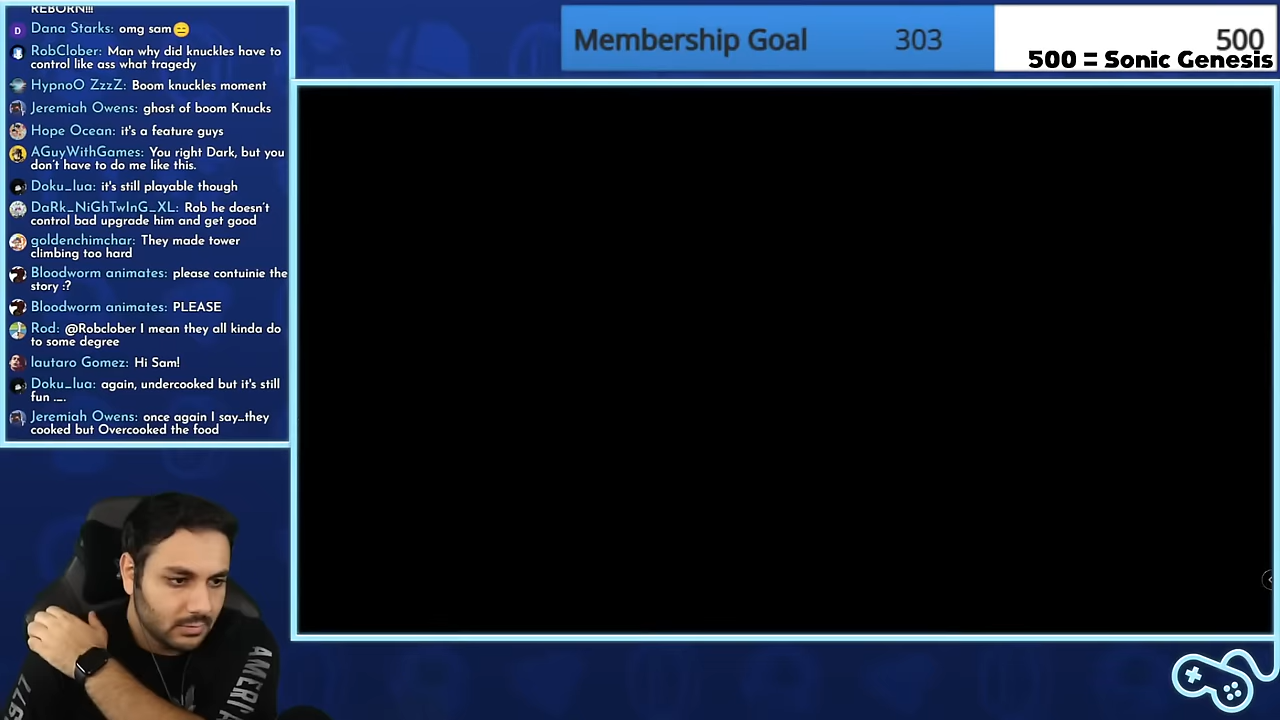 REBORN!!!
Dana Starks: omg sam😑
RobClober: Man why did knuckles have to
control like ass what tragedy
HypnoO ZzzZ: Boom knuckles moment
Jeremiah Owens: ghost of boom Knucks
Hope Ocean: it's a feature guys
AGuyWithGames: You right Dark, but you
don't have to do me like this.
Doku_lua: it's still playable though
DaRk_NiGhTwInG_XL: Rob he doesn't
control bad upgrade him and get good
goldenchimchar: They made tower
climbing too hard
Bloodworm animates: please contuinie the
story :?
Bloodworm animates: PLEASE
Rod: @Robclober I mean they all kinda do
to some degree
lautaro Gomez: Hi Sam!
Doku_lua: again, undercooked but it's still
fun ._.
Jeremiah Owens: once again I say...they
cooked but Overcooked the food
Membership Goal 303 500
500 = Sonic Genesis